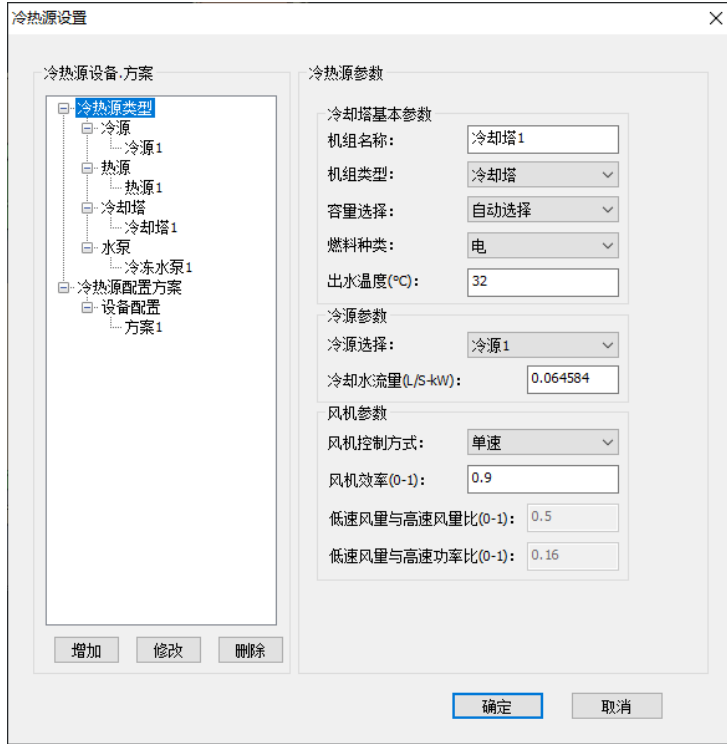 冷热源设置
冷热源设备.方案
冷热源类型
冷源
冷源1
热源
热源1
冷却塔
冷却塔1
水泵
冷冻水泵1
冷热源配置方案
设备配置
方案1
增加 修改 删除
冷热源参数
冷却塔基本参数
机组名称： 冷却塔1
机组类型： 冷却塔
容量选择： 自动选择
燃料种类： 电
出水温度(℃)： 32
冷源参数
冷源选择： 冷源1
冷却水流量(L/S-kW)： 0.064584
风机参数
风机控制方式： 单速
风机效率(0-1)： 0.9
低速风量与高速风量比(0-1)： 0.5
低速风量与高速功率比(0-1)： 0.16
确定 取消